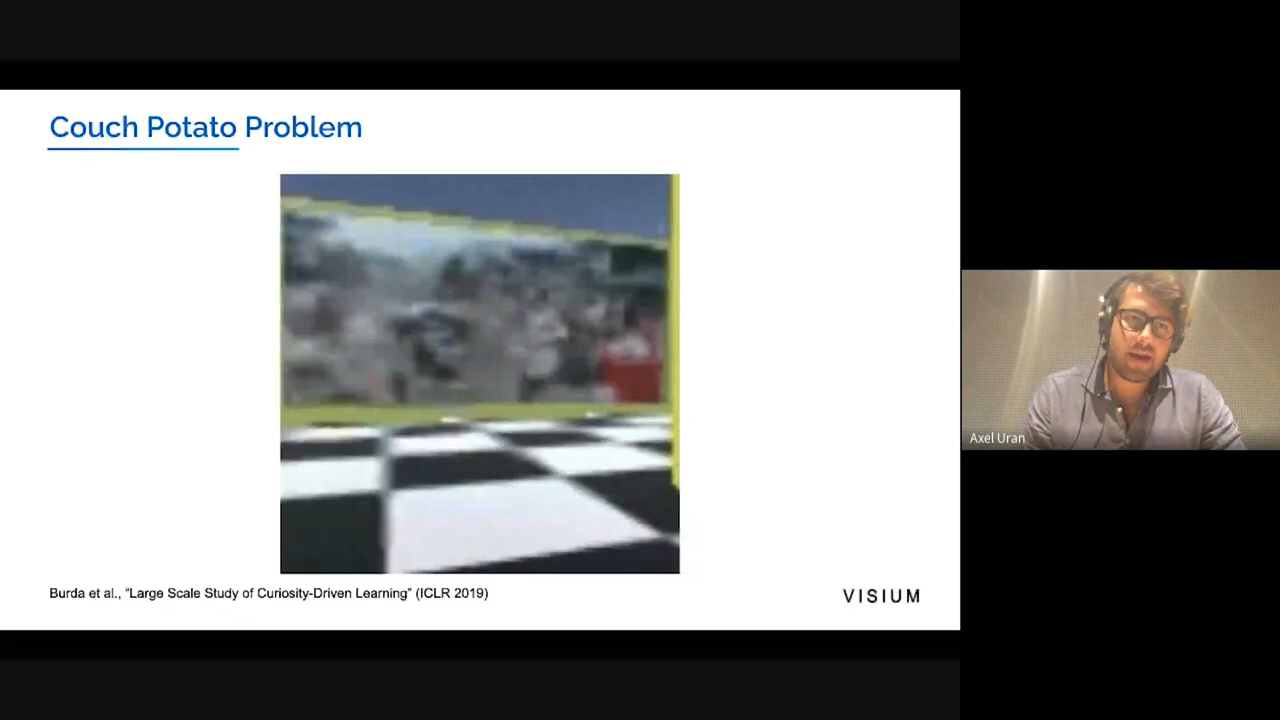 Couch Potato Problem
Axel Uran
Burda et al., “Large Scale Study of Curiosity-Driven Learning” (ICLR 2019)
VISIUM